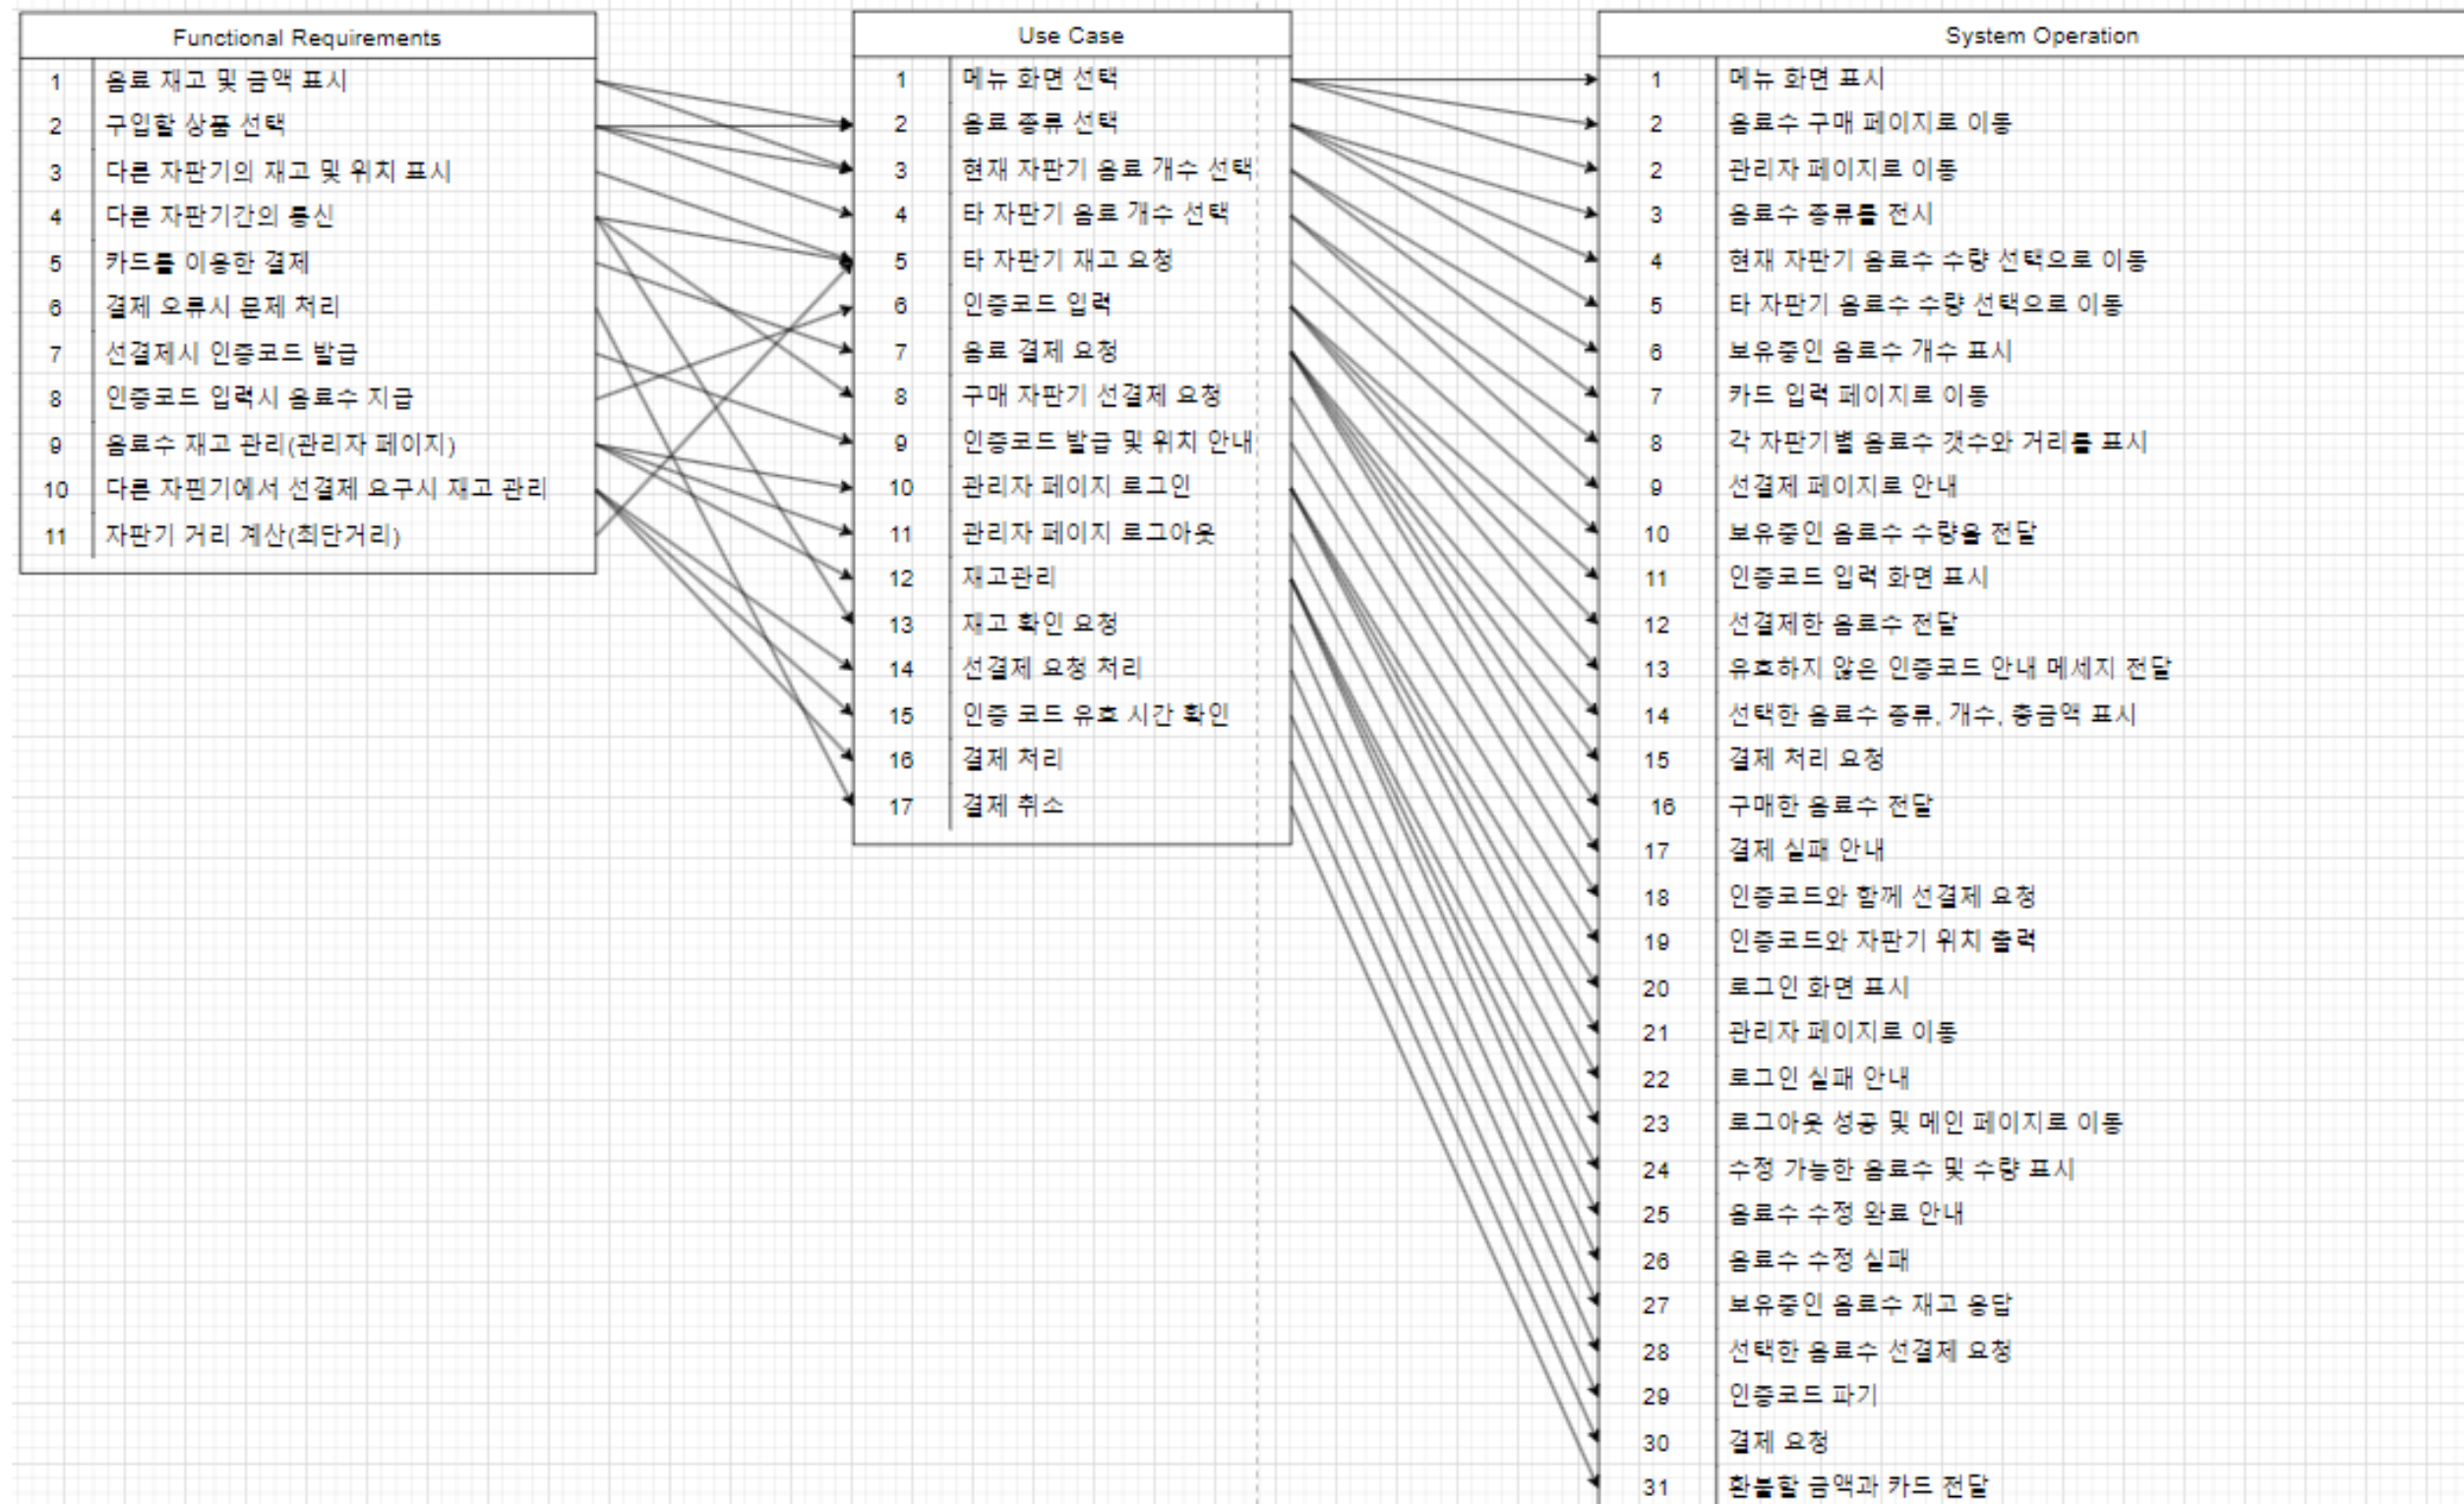 Functional Requirements
1 음료 재고 및 금액 표시
2 구입할 상품 선택
3 다른 자판기의 재고 및 위치 표시
4 다른 자판기간의 통신
5 카드를 이용한 결제
6 결제 오류시 문제 처리
7 선결제시 인증코드 발급
8 인증코드 입력시 음료수 지급
9 음료수 재고 관리(관리자 페이지)
10 다른 자판기에서 선결제 요구시 재고 관리
11 자판기 거리 계산(최단거리)
Use Case
1 메뉴 화면 선택
2 음료 종류 선택
3 현재 자판기 음료 개수 선택
4 타 자판기 음료 개수 선택
5 타 자판기 재고 요청
6 인증코드 입력
7 음료 결제 요청
8 구매 자판기 선결제 요청
9 인증코드 발급 및 위치 안내
10 관리자 페이지 로그인
11 관리자 페이지 로그아웃
12 재고관리
13 재고 확인 요청
14 선결제 요청 처리
15 인증 코드 유효 시간 확인
16 결제 처리
17 결제 취소
System Operation
1 메뉴 화면 표시
2 음료수 구매 페이지로 이동
2 관리자 페이지로 이동
3 음료수 종류를 전시
4 현재 자판기 음료수 수량 선택으로 이동
5 타 자판기 음료수 수량 선택으로 이동
6 보유중인 음료수 개수 표시
7 카드 입력 페이지로 이동
8 각 자판기별 음료수 갯수와 거리를 표시
9 선결제 페이지로 안내
10 보유중인 음료수 수량을 전달
11 인증코드 입력 화면 표시
12 선결제한 음료수 전달
13 유효하지 않은 인증코드 안내 메세지 전달
14 선택한 음료수 종류, 개수, 총금액 표시
15 결제 처리 요청
16 구매한 음료수 전달
17 결제 실패 안내
18 인증코드와 함께 선결제 요청
19 인증코드와 자판기 위치 출력
20 로그인 화면 표시
21 관리자 페이지로 이동
22 로그인 실패 안내
23 로그아웃 성공 및 메인 페이지로 이동
24 수정 가능한 음료수 및 수량 표시
25 음료수 수정 완료 안내
26 음료수 수정 실패
27 보유중인 음료수 재고 응답
28 선택한 음료수 선결제 요청
29 인증코드 파기
30 결제 요청
31 환불할 금액과 카드 전달